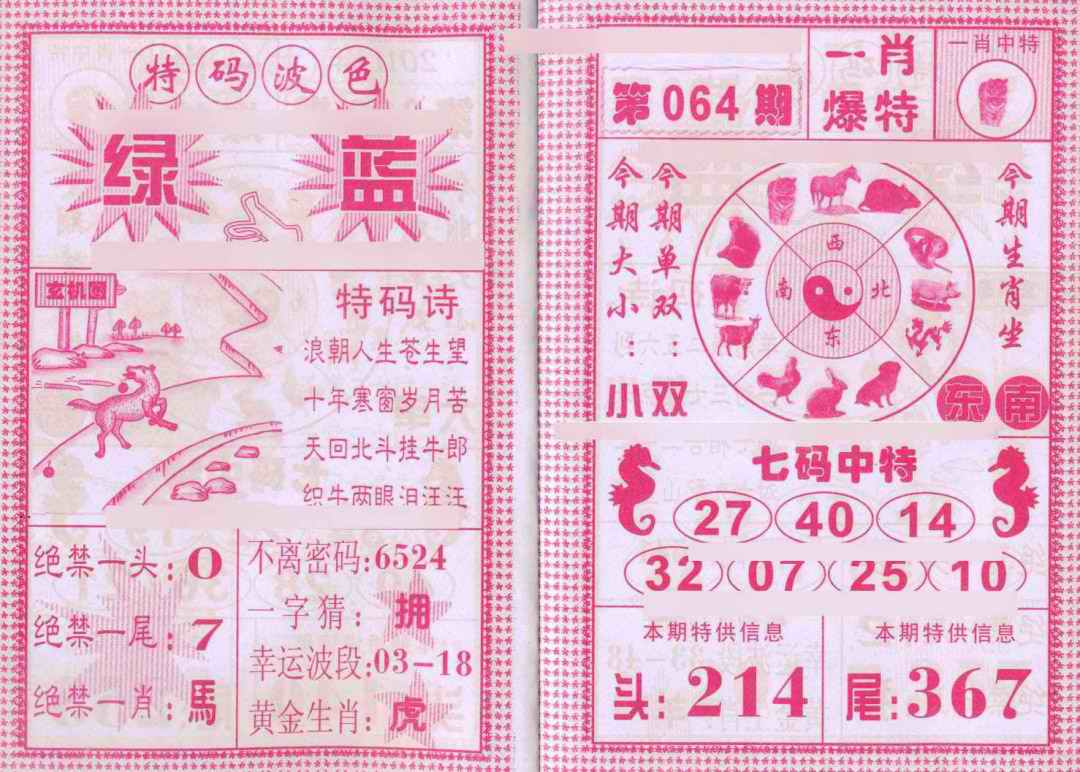 特码波色
绿 蓝
玄机图
特码诗
浪朝人生苍生望
十年寒窗岁月苦
天回北斗挂牛郎
织牛两眼泪汪汪
绝禁一头:0
绝禁一尾:7
绝禁一肖:馬
不离密码:6524
一字猜:拥
幸运波段:03-18
黄金生肖:虎
第064期
一肖
爆特
一肖中特
今期大小:小
今期单双:双
西
南 北
东
今期生肖坐
东南
七码中特
27 40 14
32 07 25 10
本期特供信息
头:214
本期特供信息
尾:367